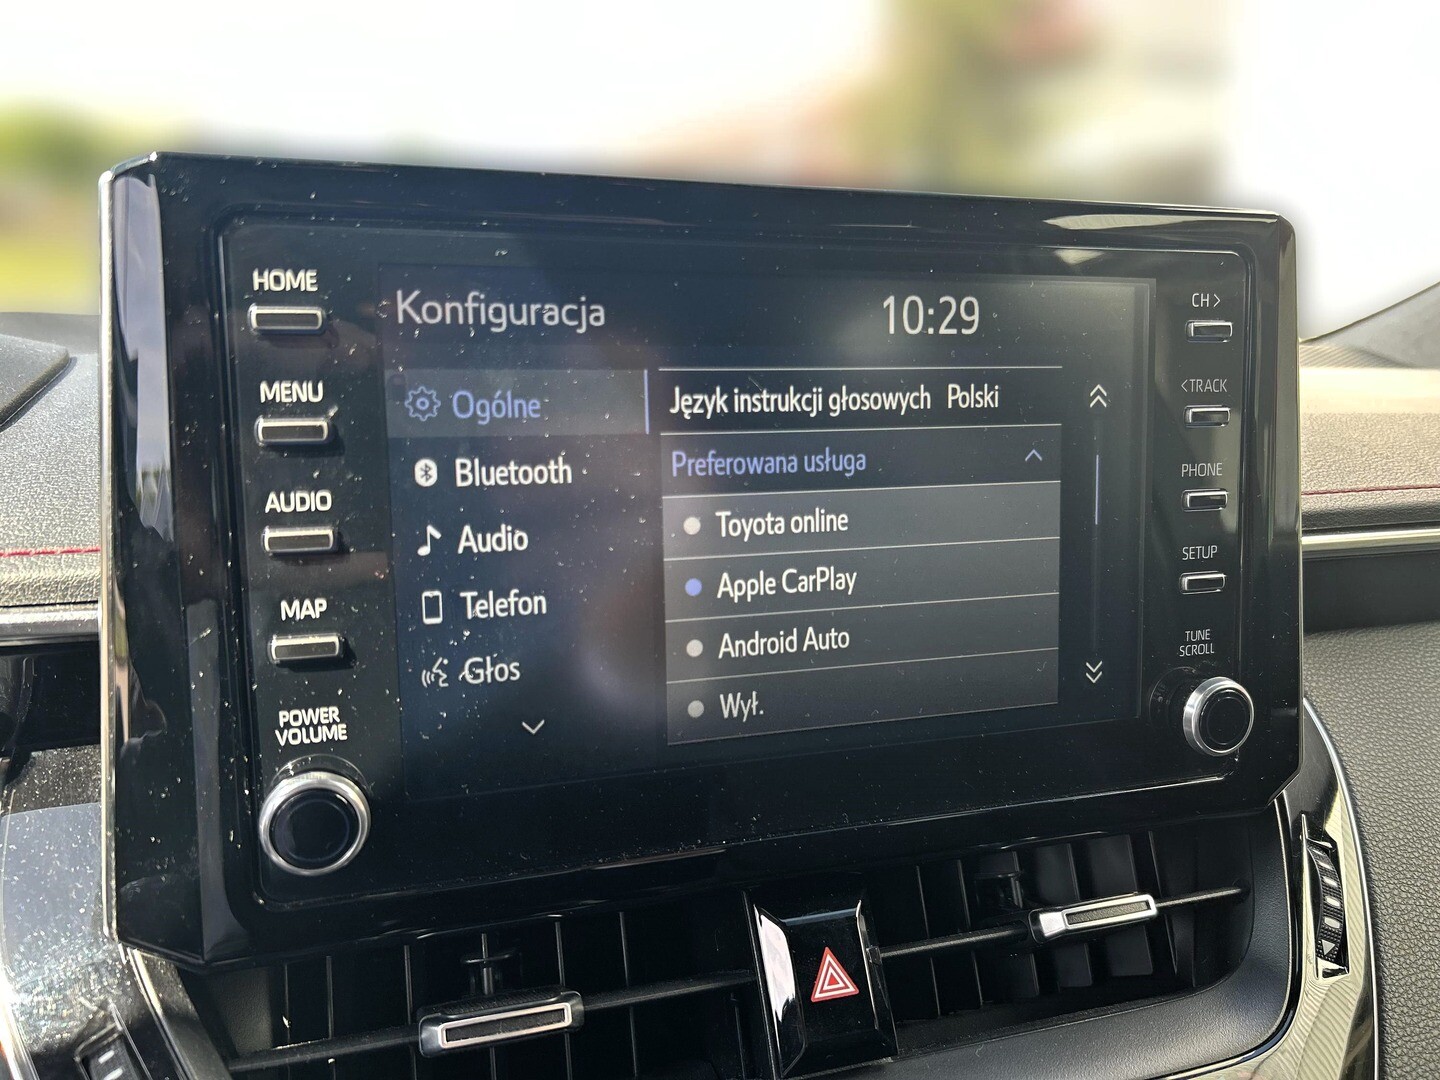 HOME
MENU
AUDIO
MAP
POWER
VOLUME
Konfiguracja
10:29
Ogólne
Bluetooth
Audio
Telefon
Głos
Język instrukcji głosowych Polski
Preferowana usługa
Toyota online
Apple CarPlay
Android Auto
Wył.
CH >
< TRACK
PHONE
SETUP
TUNE
SCROLL